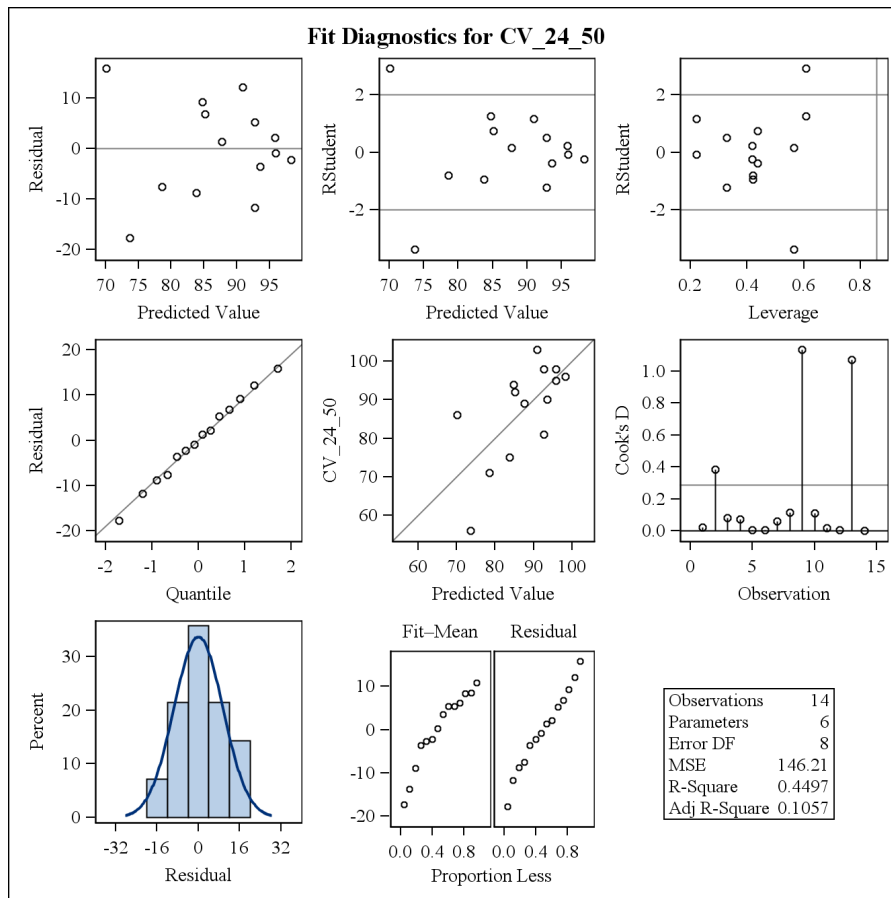 Fit Diagnostics for CV_24_50
Residual
10
0
-10
-20
70 75 80 85 90 95
Predicted Value
RStudent
2
0
-2
70 75 80 85 90 95
Predicted Value
RStudent
2
0
-2
0.2 0.4 0.6 0.8
Leverage
Residual
20
10
0
-10
-20
-2 -1 0 1 2
Quantile
CV_24_50
100
90
80
70
60
60 70 80 90 100
Predicted Value
Cook's D
1.0
0.8
0.6
0.4
0.2
0.0
0 5 10 15
Observation
Percent
30
20
10
0
-32 -16 0 16 32
Residual
Fit–Mean Residual
10
0
-10
-20
0.0 0.4 0.8 0.0 0.4 0.8
Proportion Less
Observations 14
Parameters 6
Error DF 8
MSE 146.21
R-Square 0.4497
Adj R-Square 0.1057